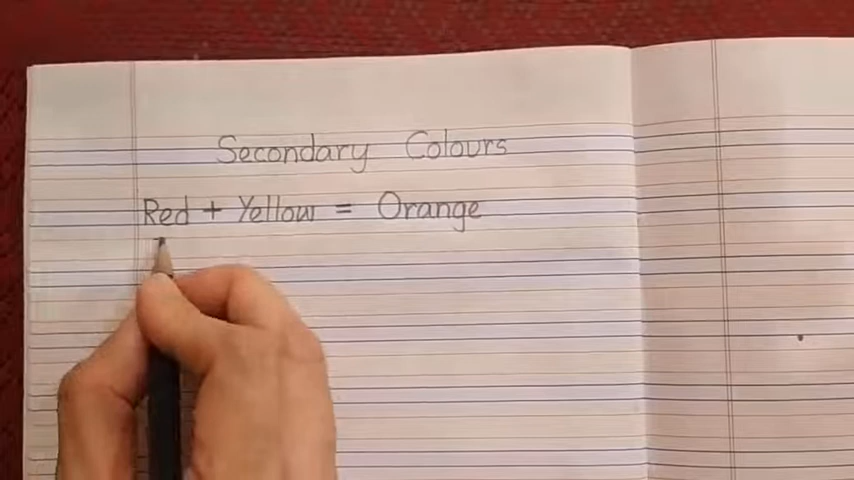 Secondary Colours
Red + Yellow = Orange